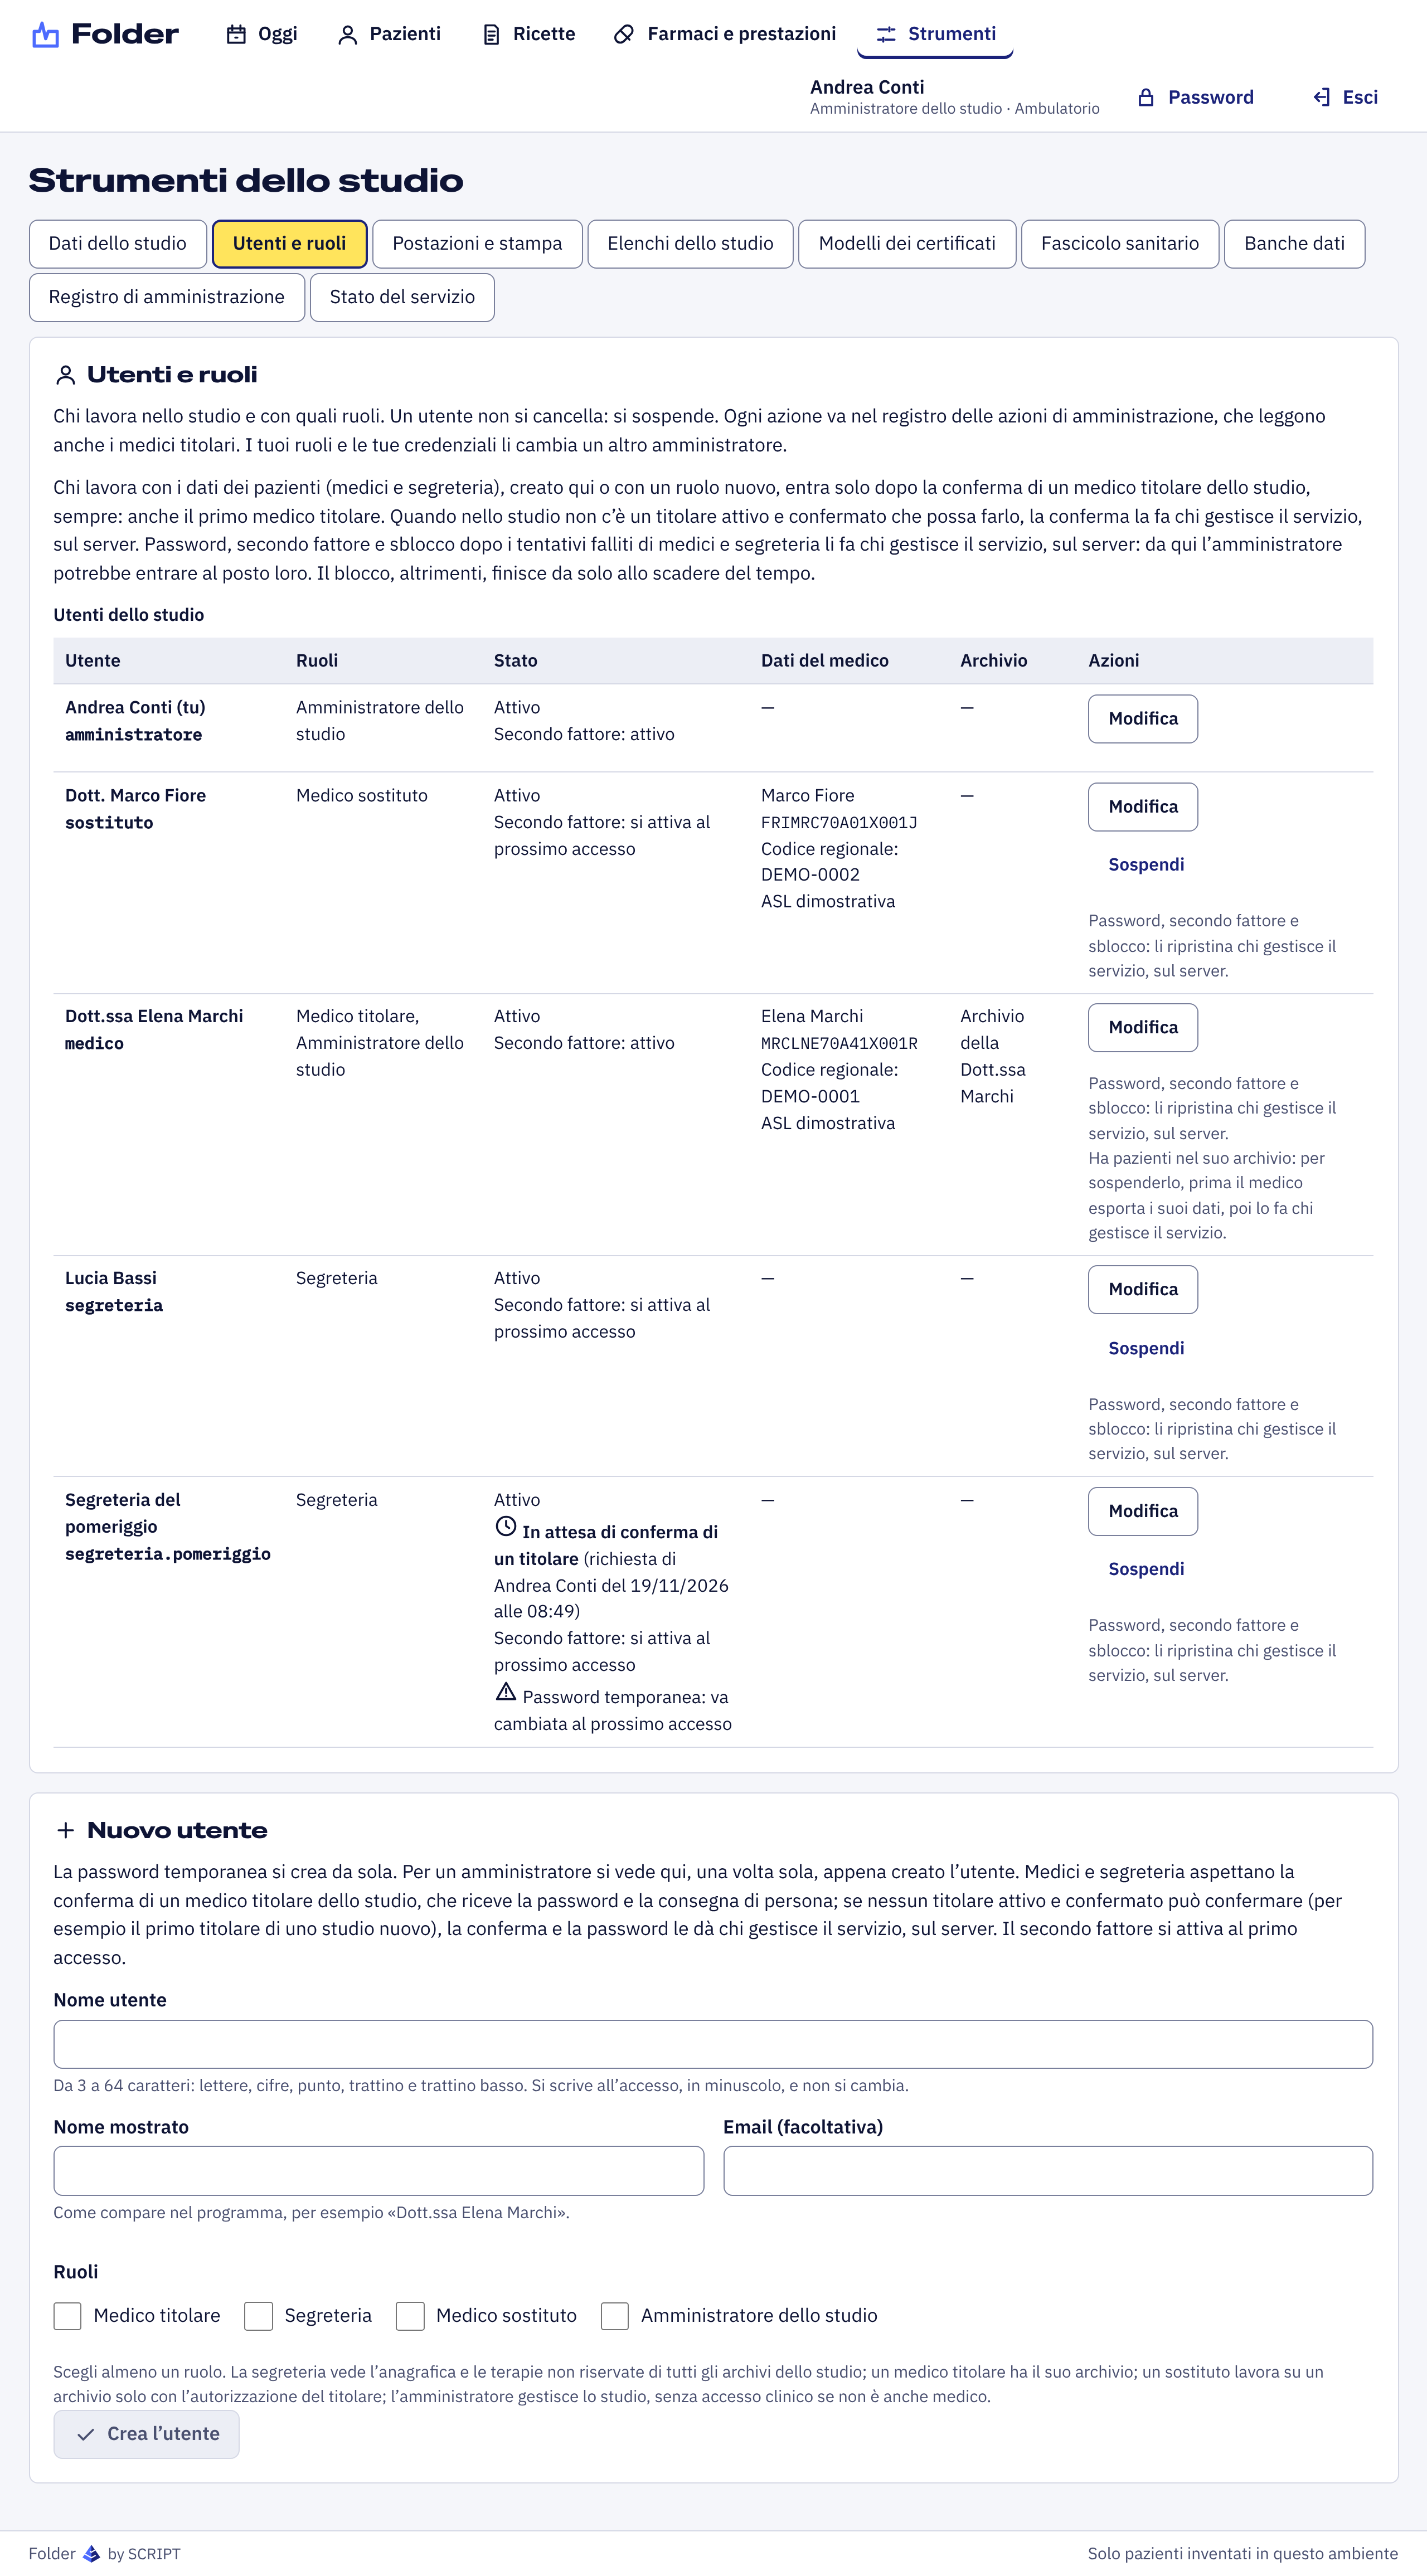 Folder
Oggi
Pazienti
Ricette
Farmaci e prestazioni
Strumenti
Andrea Conti
Amministratore dello studio · Ambulatorio
Password
Esci
Strumenti dello studio
Dati dello studio
Utenti e ruoli
Postazioni e stampa
Elenchi dello studio
Modelli dei certificati
Fascicolo sanitario
Banche dati
Registro di amministrazione
Stato del servizio
Utenti e ruoli
Chi lavora nello studio e con quali ruoli. Un utente non si cancella: si sospende. Ogni azione va nel registro delle azioni di amministrazione, che leggono
anche i medici titolari. I tuoi ruoli e le tue credenziali li cambia un altro amministratore.
Chi lavora con i dati dei pazienti (medici e segreteria), creato qui o con un ruolo nuovo, entra solo dopo la conferma di un medico titolare dello studio,
sempre: anche il primo medico titolare. Quando nello studio non c’è un titolare attivo e confermato che possa farlo, la conferma la fa chi gestisce il servizio,
sul server. Password, secondo fattore e sblocco dopo i tentativi falliti di medici e segreteria li fa chi gestisce il servizio, sul server: da qui l’amministratore
potrebbe entrare al posto loro. Il blocco, altrimenti, finisce da solo allo scadere del tempo.
Utenti dello studio
Utente
Ruoli
Stato
Dati del medico
Archivio
Azioni
Andrea Conti (tu)
amministratore
Amministratore dello
studio
Attivo
Secondo fattore: attivo
—
—
Modifica
Dott. Marco Fiore
sostituto
Medico sostituto
Attivo
Secondo fattore: si attiva al
prossimo accesso
Marco Fiore
FRIMRC70A01X001J
Codice regionale:
DEMO-0002
ASL dimostrativa
—
Modifica
Sospendi
Password, secondo fattore e
sblocco: li ripristina chi gestisce il
servizio, sul server.
Dott.ssa Elena Marchi
medico
Medico titolare,
Amministratore dello
studio
Attivo
Secondo fattore: attivo
Elena Marchi
MRCLNE70A41X001R
Codice regionale:
DEMO-0001
ASL dimostrativa
Archivio
della
Dott.ssa
Marchi
Modifica
Password, secondo fattore e
sblocco: li ripristina chi gestisce il
servizio, sul server.
Ha pazienti nel suo archivio: per
sospenderlo, prima il medico
esporta i suoi dati, poi lo fa chi
gestisce il servizio.
Lucia Bassi
segreteria
Segreteria
Attivo
Secondo fattore: si attiva al
prossimo accesso
—
—
Modifica
Sospendi
Password, secondo fattore e
sblocco: li ripristina chi gestisce il
servizio, sul server.
Segreteria del
pomeriggio
segreteria.pomeriggio
Segreteria
Attivo
In attesa di conferma di
un titolare (richiesta di
Andrea Conti del 19/11/2026
alle 08:49)
Secondo fattore: si attiva al
prossimo accesso
Password temporanea: va
cambiata al prossimo accesso
—
—
Modifica
Sospendi
Password, secondo fattore e
sblocco: li ripristina chi gestisce il
servizio, sul server.
Nuovo utente
La password temporanea si crea da sola. Per un amministratore si vede qui, una volta sola, appena creato l’utente. Medici e segreteria aspettano la
conferma di un medico titolare dello studio, che riceve la password e la consegna di persona; se nessun titolare attivo e confermato può confermare (per
esempio il primo titolare di uno studio nuovo), la conferma e la password le dà chi gestisce il servizio, sul server. Il secondo fattore si attiva al primo
accesso.
Nome utente
Da 3 a 64 caratteri: lettere, cifre, punto, trattino e trattino basso. Si scrive all’accesso, in minuscolo, e non si cambia.
Nome mostrato
Email (facoltativa)
Come compare nel programma, per esempio «Dott.ssa Elena Marchi».
Ruoli
Medico titolare
Segreteria
Medico sostituto
Amministratore dello studio
Scegli almeno un ruolo. La segreteria vede l’anagrafica e le terapie non riservate di tutti gli archivi dello studio; un medico titolare ha il suo archivio; un sostituto lavora su un
archivio solo con l’autorizzazione del titolare; l’amministratore gestisce lo studio, senza accesso clinico se non è anche medico.
Crea l’utente
Folder by SCRIPT
Solo pazienti inventati in questo ambiente